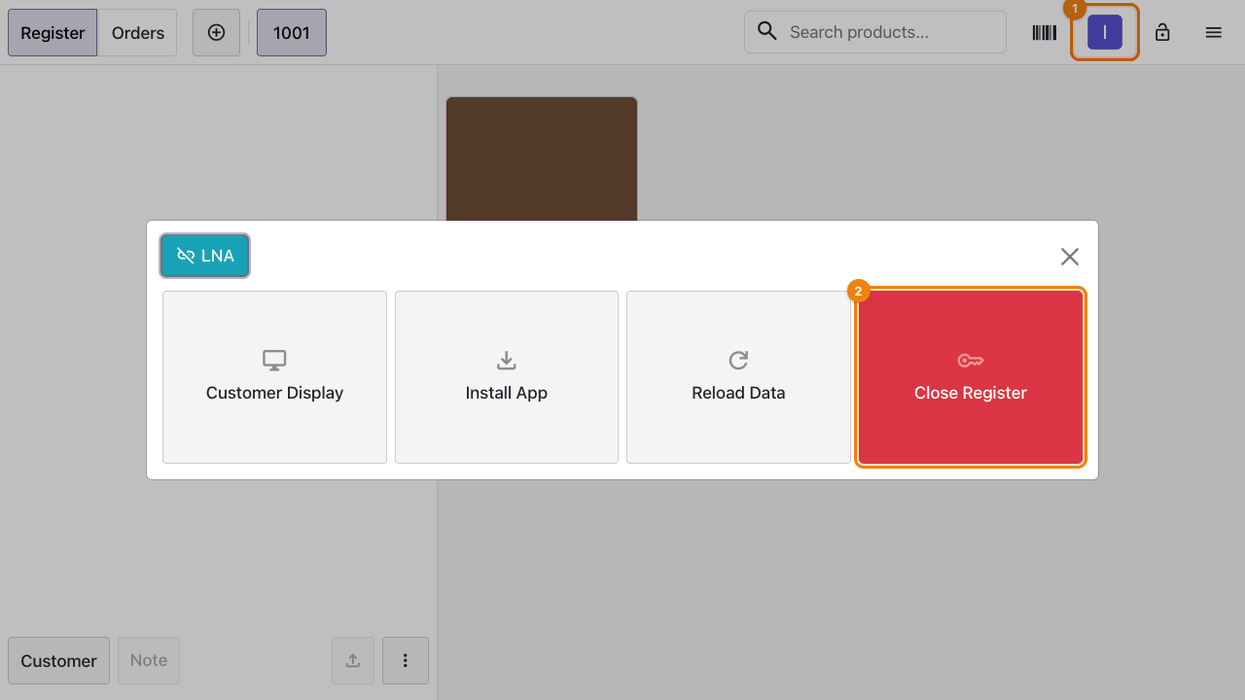 Register
Orders
1001
Search products...
1
I
LNA
2
Customer Display
Install App
Reload Data
Close Register
Customer
Note